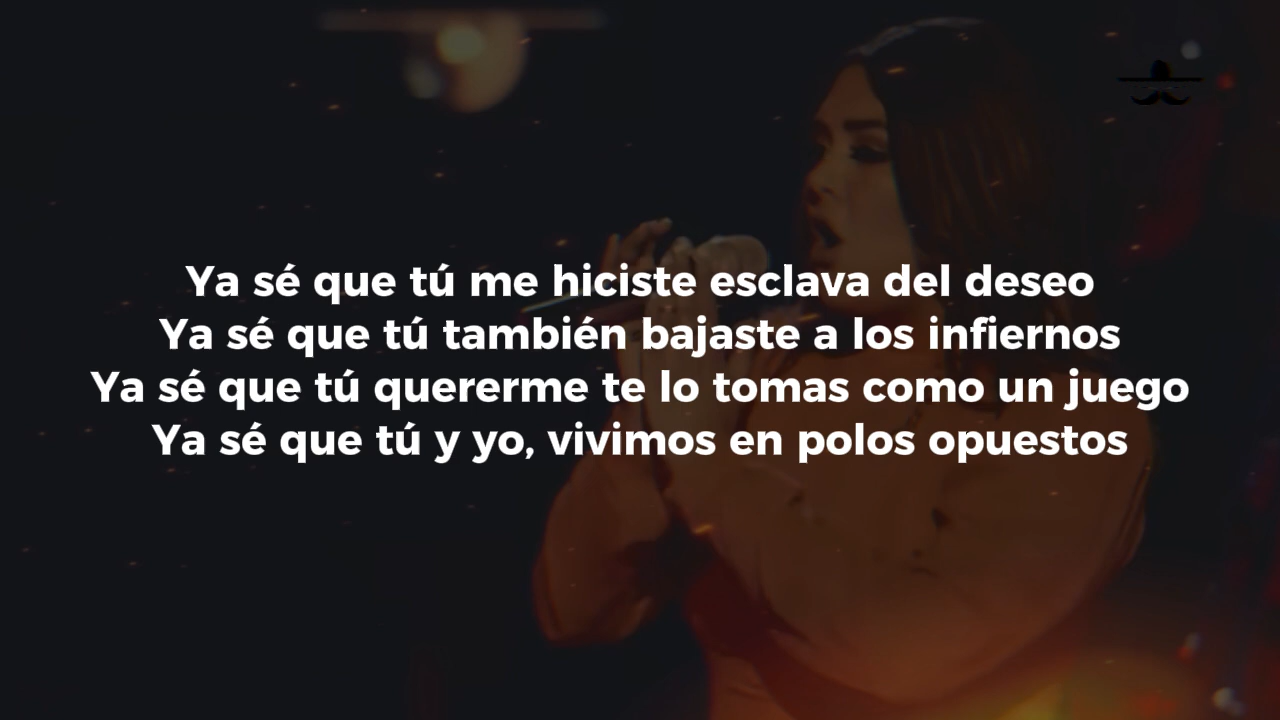 Ya sé que tú me hiciste esclava del deseo
Ya sé que tú también bajaste a los infiernos
Ya sé que tú quererme te lo tomas como un juego
Ya sé que tú y yo, vivimos en polos opuestos